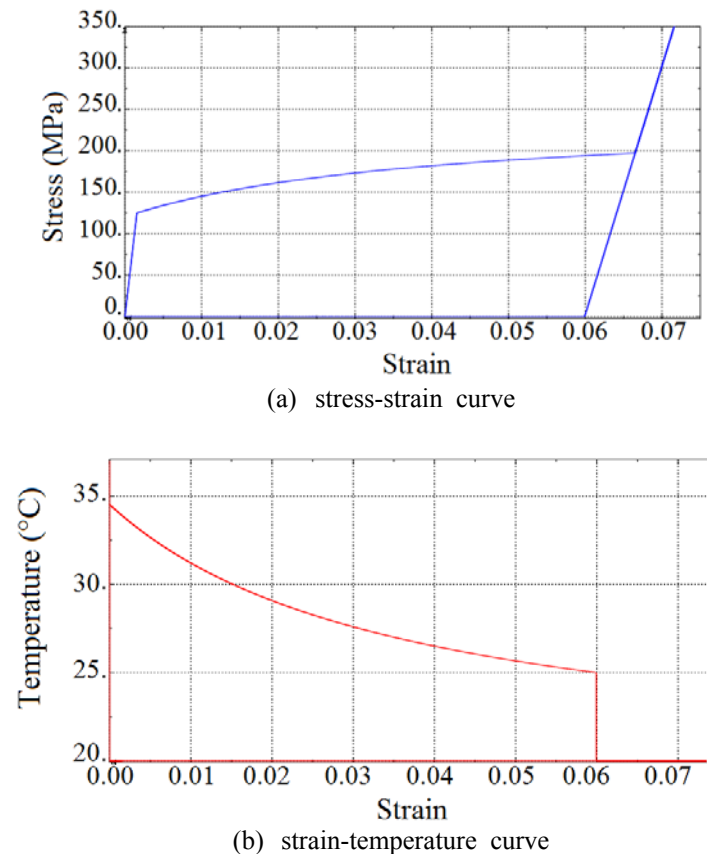 350.
300.
250.
200.
150.
100.
50.
0.
Stress (MPa)
0.00 0.01 0.02 0.03 0.04 0.05 0.06 0.07
Strain
(a) stress-strain curve
35.
30.
25.
20.
Temperature (°C)
0.00 0.01 0.02 0.03 0.04 0.05 0.06 0.07
Strain
(b) strain-temperature curve